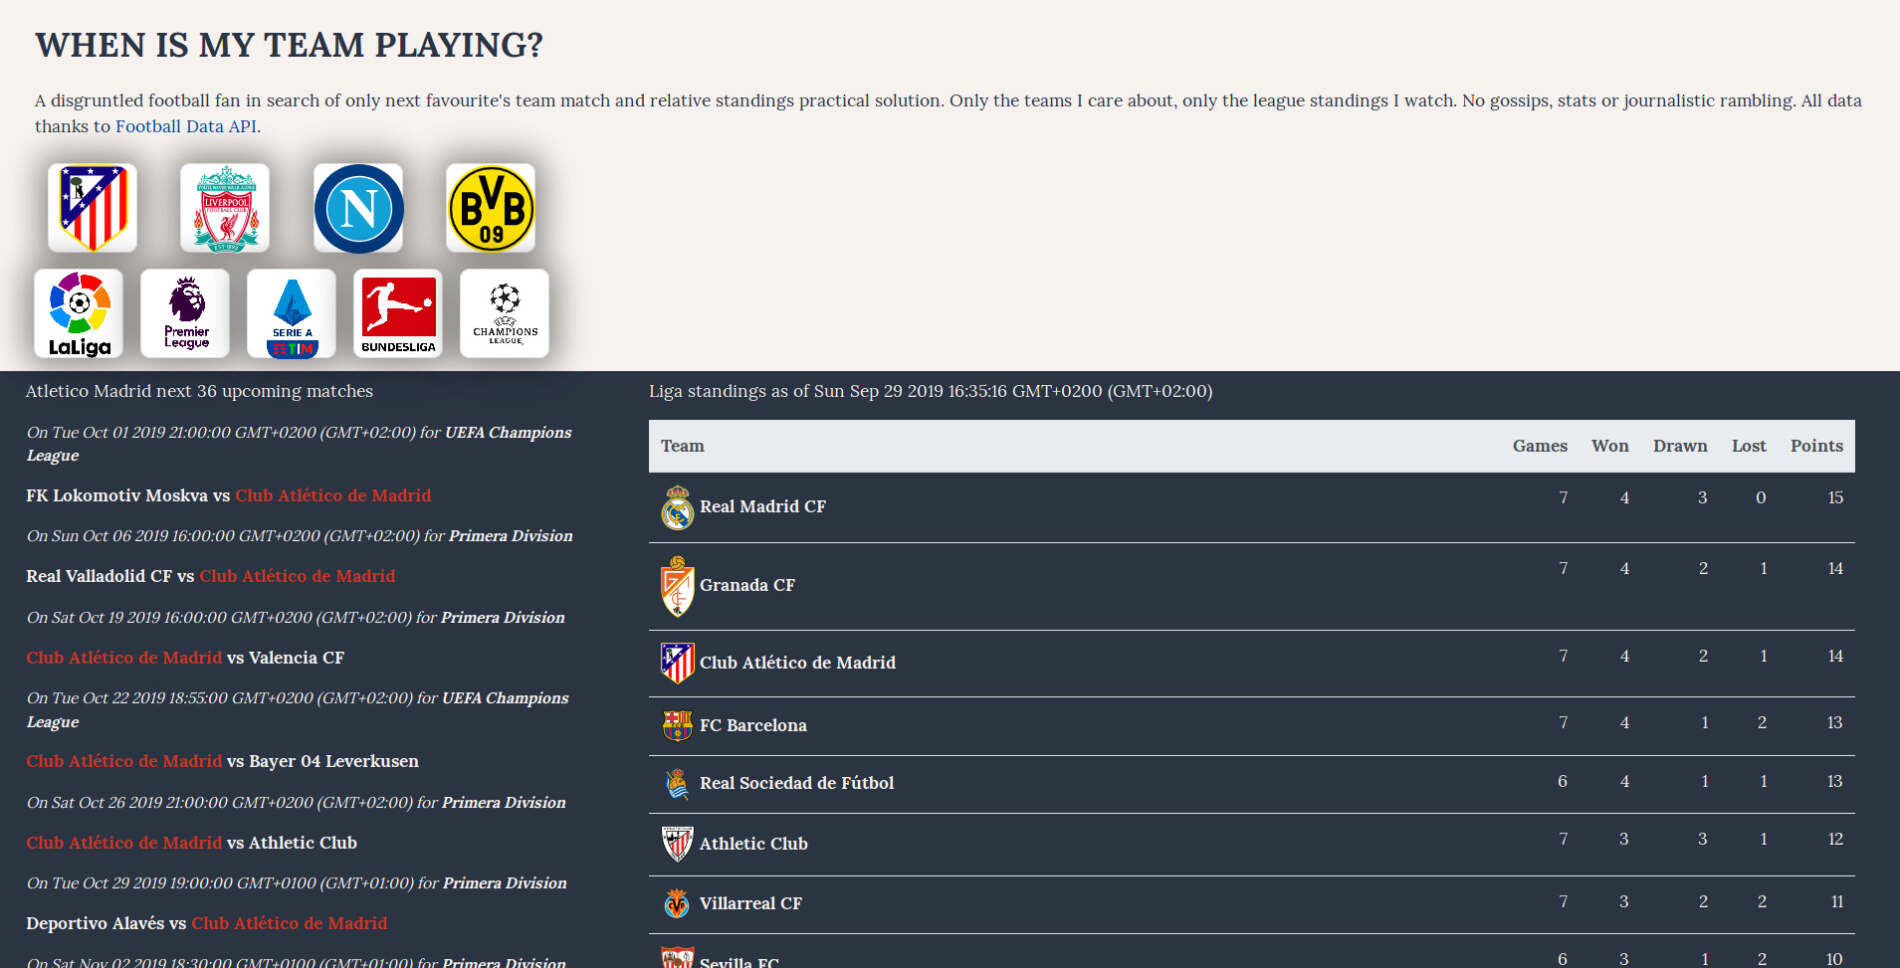 WHEN IS MY TEAM PLAYING?
A disgruntled football fan in search of only next favourite's team match and relative standings practical solution. Only the teams I care about, only the league standings I watch. No gossips, stats or journalistic rambling. All data
thanks to Football Data API.
YOU'LL NEVER WALK ALONE
LIVERPOOL
FOOTBALL CLUB
EST·1892
N
BVB
09
LaLiga
Premier
League
SERIE A
TIM
BUNDESLIGA
UEFA
CHAMPIONS
LEAGUE
Atletico Madrid next 36 upcoming matches
On Tue Oct 01 2019 21:00:00 GMT+0200 (GMT+02:00) for UEFA Champions
League
FK Lokomotiv Moskva vs Club Atlético de Madrid
On Sun Oct 06 2019 16:00:00 GMT+0200 (GMT+02:00) for Primera Division
Real Valladolid CF vs Club Atlético de Madrid
On Sat Oct 19 2019 16:00:00 GMT+0200 (GMT+02:00) for Primera Division
Club Atlético de Madrid vs Valencia CF
On Tue Oct 22 2019 18:55:00 GMT+0200 (GMT+02:00) for UEFA Champions
League
Club Atlético de Madrid vs Bayer 04 Leverkusen
On Sat Oct 26 2019 21:00:00 GMT+0200 (GMT+02:00) for Primera Division
Club Atlético de Madrid vs Athletic Club
On Tue Oct 29 2019 19:00:00 GMT+0100 (GMT+01:00) for Primera Division
Deportivo Alavés vs Club Atlético de Madrid
On Sat Nov 02 2019 18:30:00 GMT+0100 (GMT+01:00) for Primera Division
Liga standings as of Sun Sep 29 2019 16:35:16 GMT+0200 (GMT+02:00)
Team Games Won Drawn Lost Points
Real Madrid CF 7 4 3 0 15
Granada CF 7 4 2 1 14
Club Atlético de Madrid 7 4 2 1 14
FC Barcelona 7 4 1 2 13
Real Sociedad de Fútbol 6 4 1 1 13
Athletic Club 7 3 3 1 12
Villarreal CF 7 3 2 2 11
Sevilla FC 6 3 1 2 10